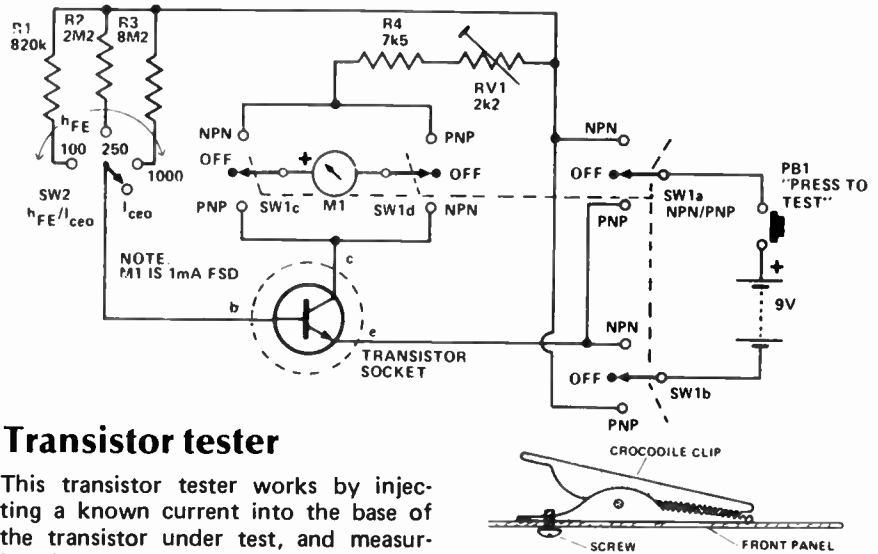 R1
820k
R2
2M2
R3
8M2
R4
7k5
RV1
2k2
hFE
100
250
1000
SW2
hFE/Iceo
Iceo
NPN
OFF
PNP
+
SW1c
M1
SW1d
PNP
OFF
NPN
NOTE.
M1 IS 1mA FSD
b
c
e
TRANSISTOR
SOCKET
NPN
OFF
PNP
SW1a
NPN/PNP
PB1
"PRESS TO
TEST"
+
9V
NPN
OFF
SW1b
PNP
Transistor tester
This transistor tester works by injec-
ting a known current into the base of
the transistor under test, and measur-
CROCODILE CLIP
SCREW
FRONT PANEL